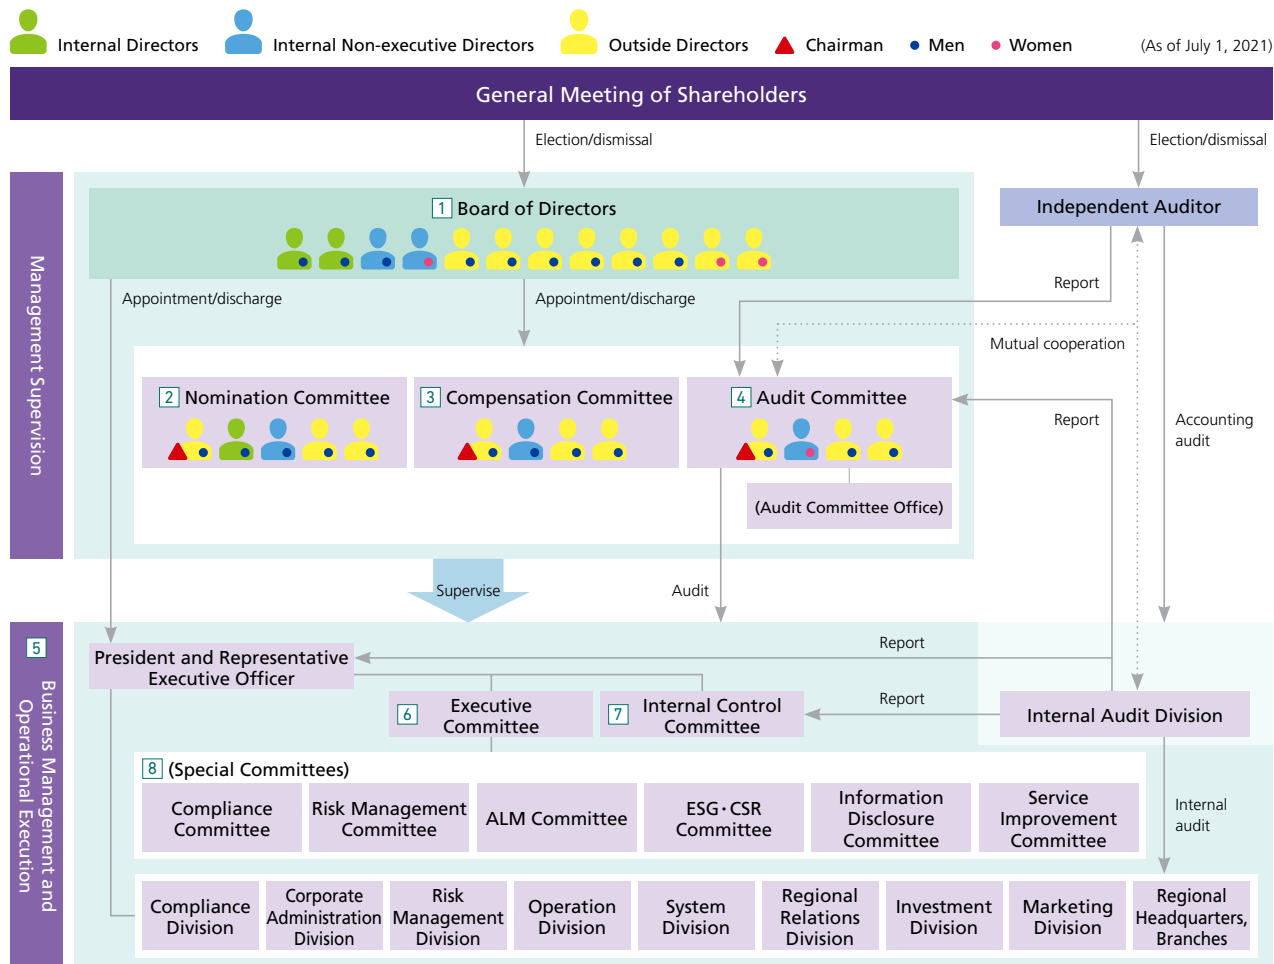 Internal Directors
Internal Non-executive Directors
Outside Directors
Chairman
Men
Women
(As of July 1, 2021)
General Meeting of Shareholders
Election/dismissal
Election/dismissal
Management Supervision
1 Board of Directors
Independent Auditor
Appointment/discharge
Appointment/discharge
Report
Mutual cooperation
2 Nomination Committee
3 Compensation Committee
4 Audit Committee
Report
Accounting
audit
(Audit Committee Office)
Supervise
Audit
5
Business Management and
Operational Execution
President and Representative
Executive Officer
Report
6
Executive
Committee
7
Internal Control
Committee
Report
Internal Audit Division
8 (Special Committees)
Compliance
Committee
Risk Management
Committee
ALM Committee
ESG・CSR
Committee
Information
Disclosure
Committee
Service
Improvement
Committee
Internal
audit
Compliance
Division
Corporate
Administration
Division
Risk
Management
Division
Operation
Division
System
Division
Regional
Relations
Division
Investment
Division
Marketing
Division
Regional
Headquarters,
Branches